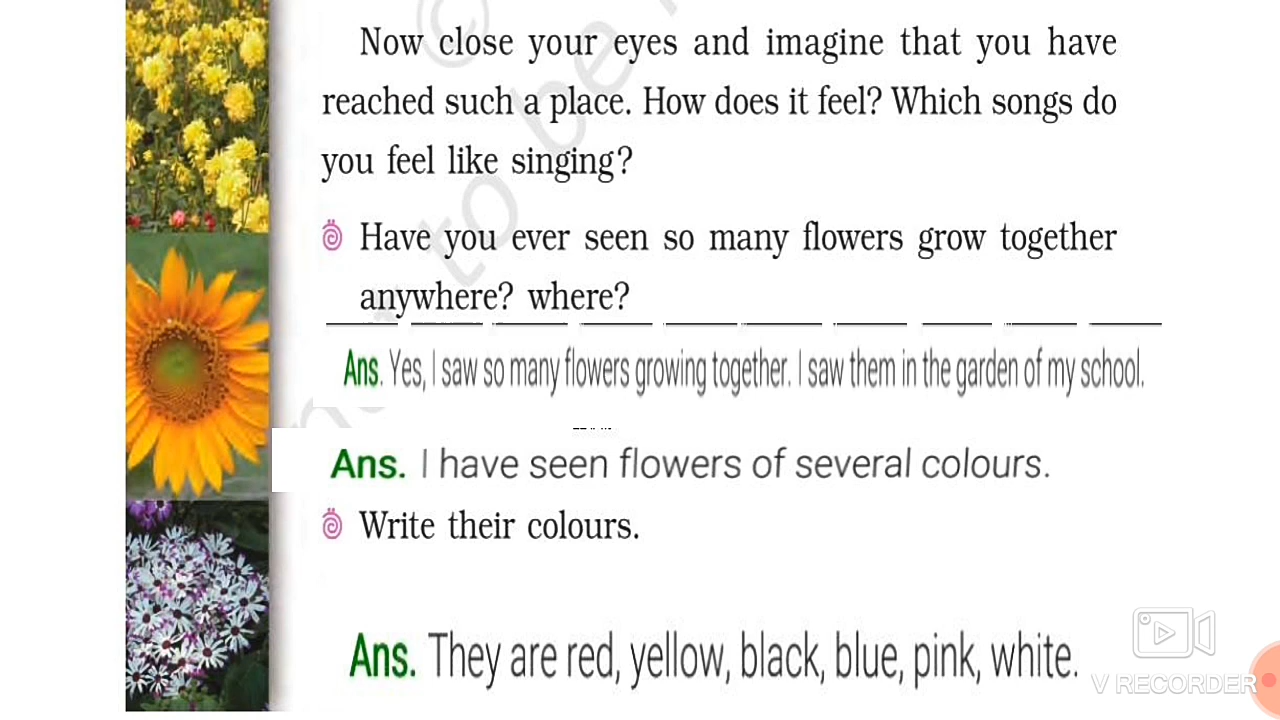 Now close your eyes and imagine that you have
reached such a place. How does it feel? Which songs do
you feel like singing?
Have you ever seen so many flowers grow together
anywhere? where?
Ans. Yes, I saw so many flowers growing together. I saw them in the garden of my school.
Ans. I have seen flowers of several colours.
Write their colours.
Ans. They are red, yellow, black, blue, pink, white.
V RECORDER